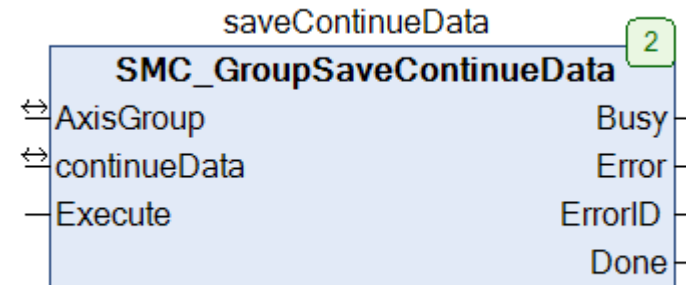 saveContinueData
2
SMC_GroupSaveContinueData
AxisGroup Busy
continueData Error
Execute ErrorID
Done